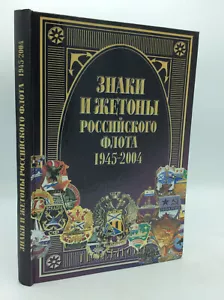 ЗНАКИ
И ЖЕТОНЫ
РОССИЙСКОГО
ФЛОТА
1945-2004
ЗНАКИ И ЖЕТОНЫ РОССИЙСКОГО ФЛОТА 1945-2004